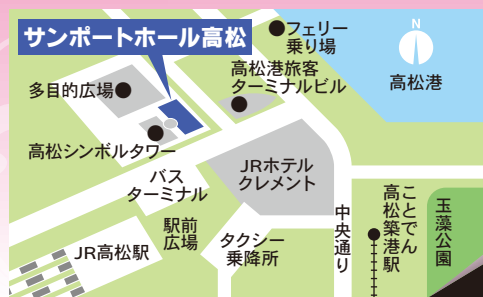 サンポートホール高松
フェリー
乗り場
N
高松港
高松港旅客
ターミナルビル
多目的広場
高松シンボルタワー
バス
ターミナル
JRホテル
クレメント
駅前
広場
JR高松駅
タクシー
乗降所
中央通り
ことでん
高松築港駅
玉藻公園